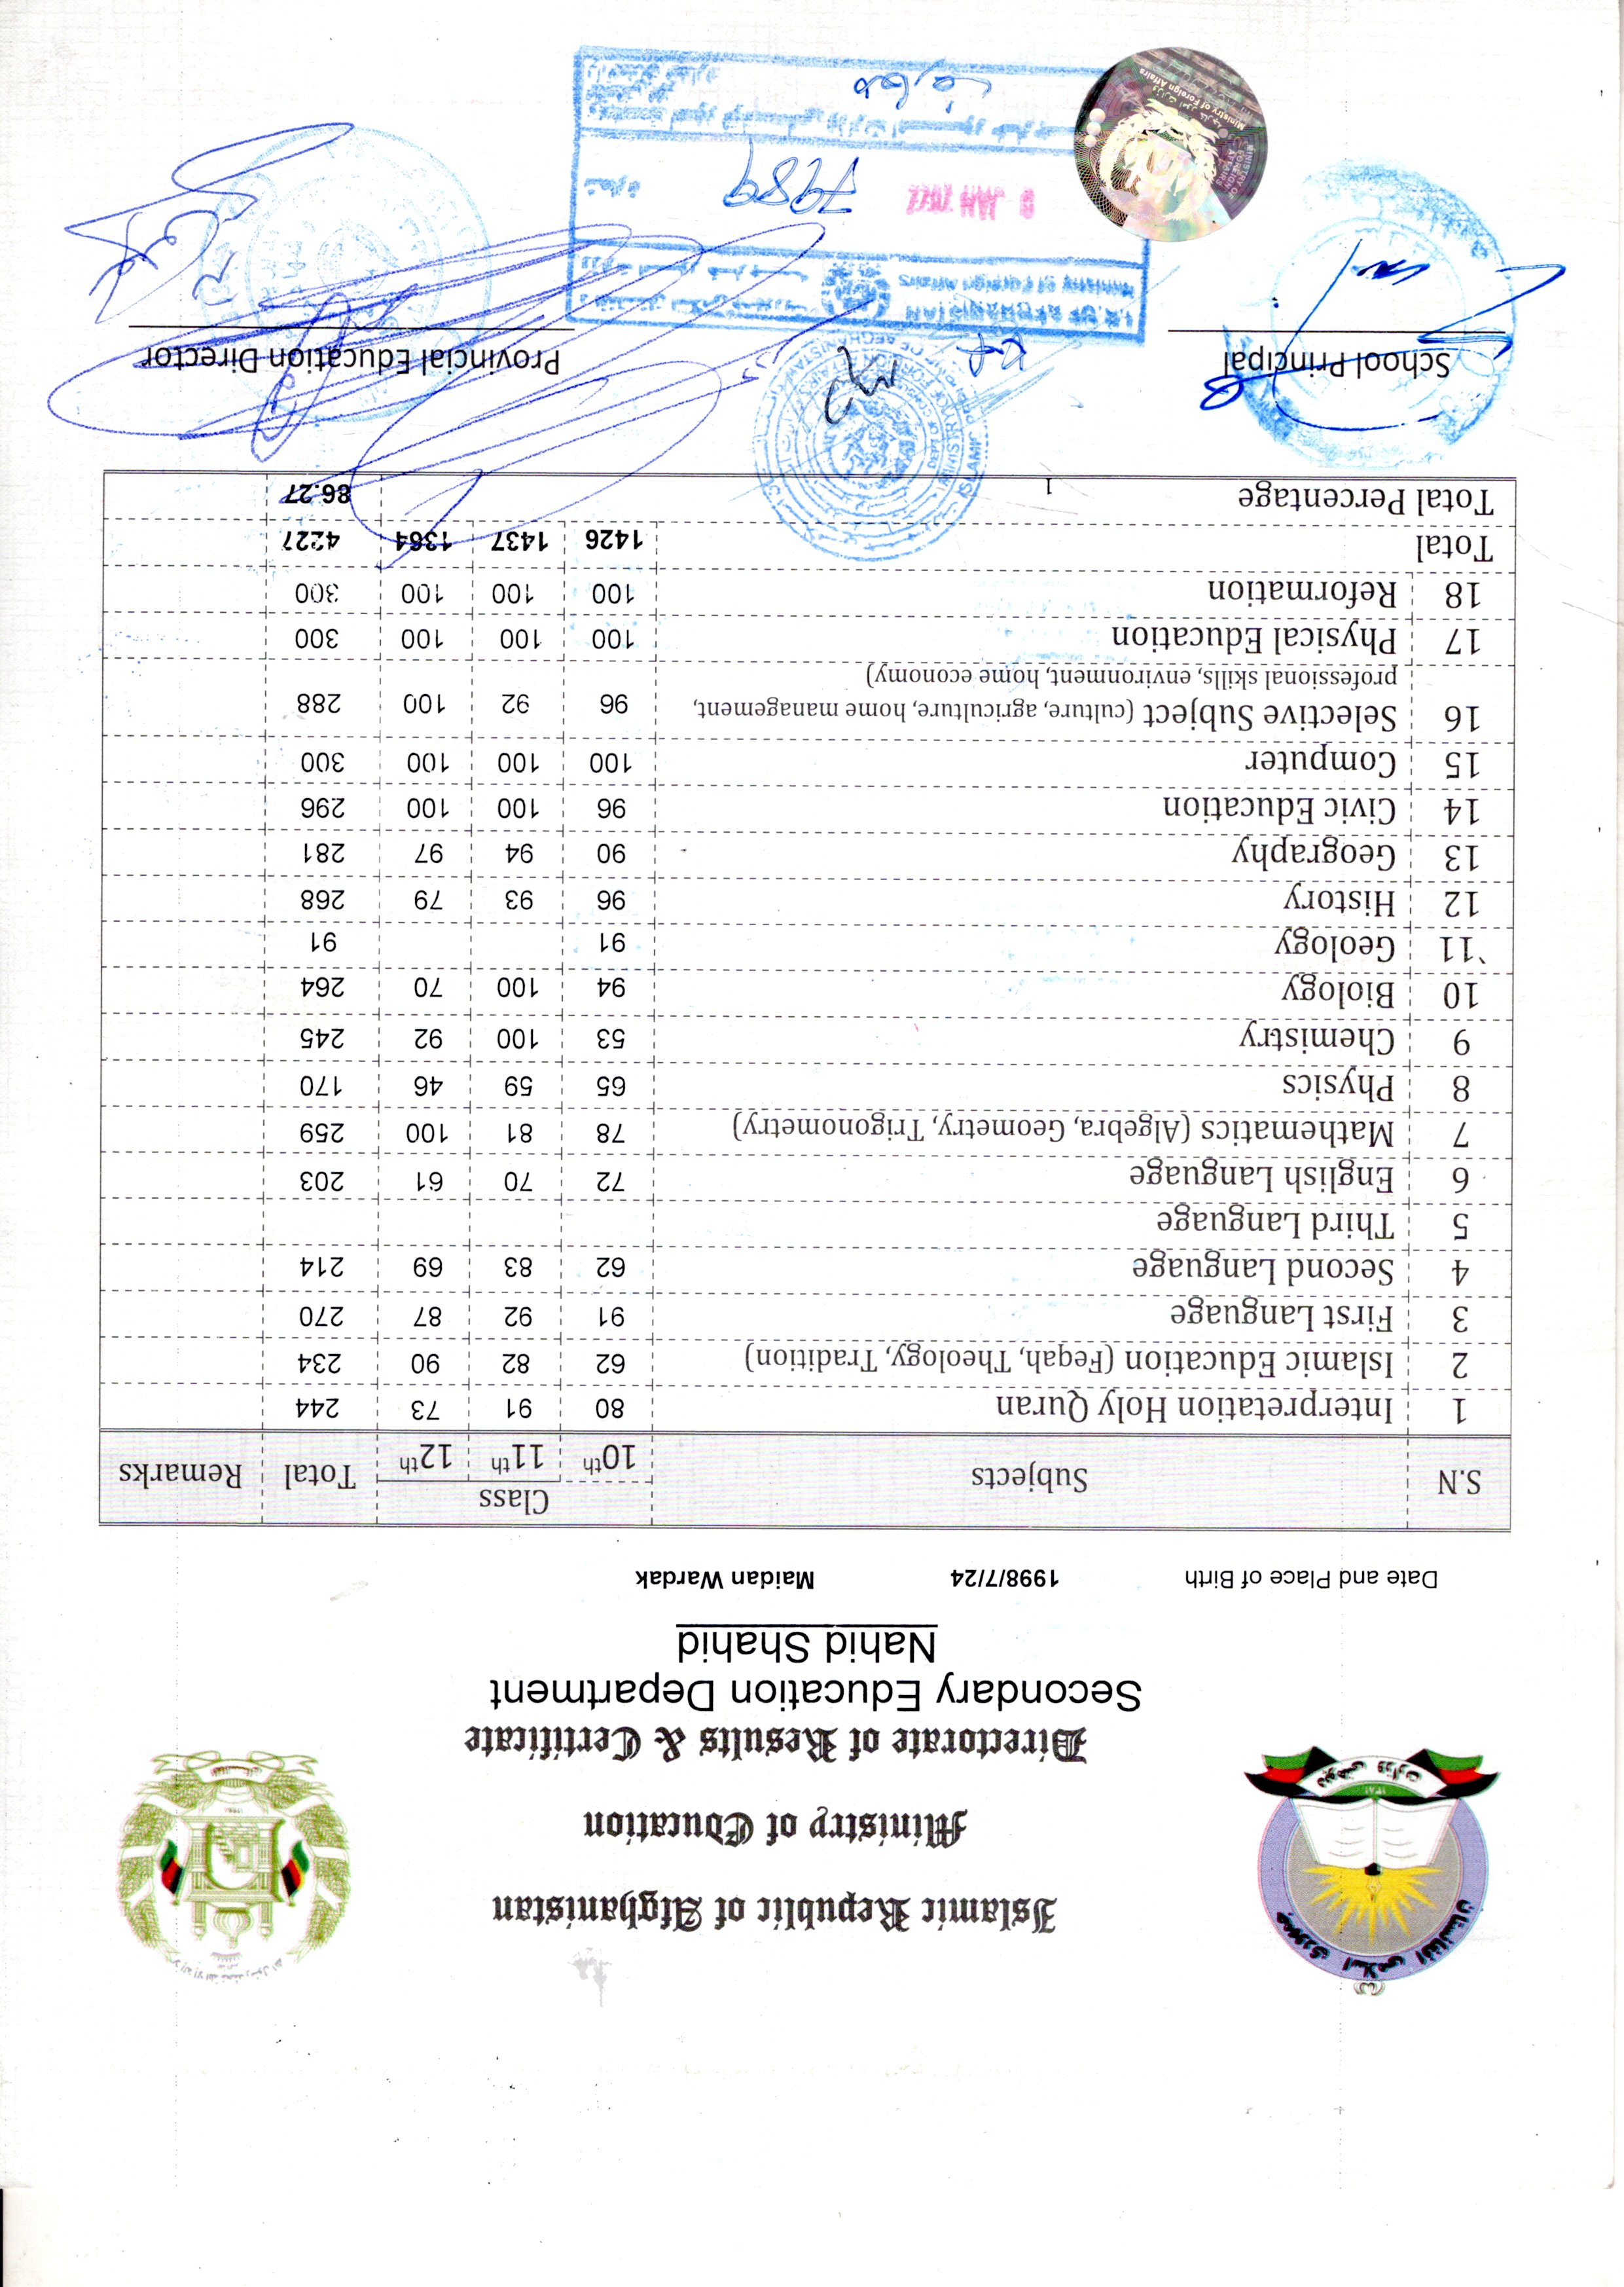 Islamic Republic of Afghanistan
Ministry of Education
Directorate of Results & Certificate
Secondary Education Department
Nahid Shahid
Date and Place of Birth 1998/7/24 Maidan Wardak
S.N Subjects Class Total Remarks
10th 11th 12th
1 Interpretation Holy Quran 80 91 73 244
2 Islamic Education (Feqah, Theology, Tradition) 62 82 90 234
3 First Language 91 92 87 270
4 Second Language 62 83 69 214
5 Third Language
6 English Language 72 70 61 203
7 Mathematics (Algebra, Geometry, Trigonometry) 78 81 100 259
8 Physics 65 59 46 170
9 Chemistry 53 100 92 245
10 Biology 94 100 70 264
`11 Geology 91 91
12 History 96 93 79 268
13 Geography 90 94 97 281
14 Civic Education 96 100 100 296
15 Computer 100 100 100 300
16 Selective Subject (culture, agriculture, home management,
professional skills, environment, home economy) 96 92 100 288
17 Physical Education 100 100 100 300
18 Reformation 100 100 100 300
Total 1426 1437 1364 4227
Total Percentage 1 86.27
School Principal Provincial Education Director
I.R. OF AFGHANISTAN
Ministry of Foreign Affairs
JAN 2022 7989
Ministry of Foreign Affairs